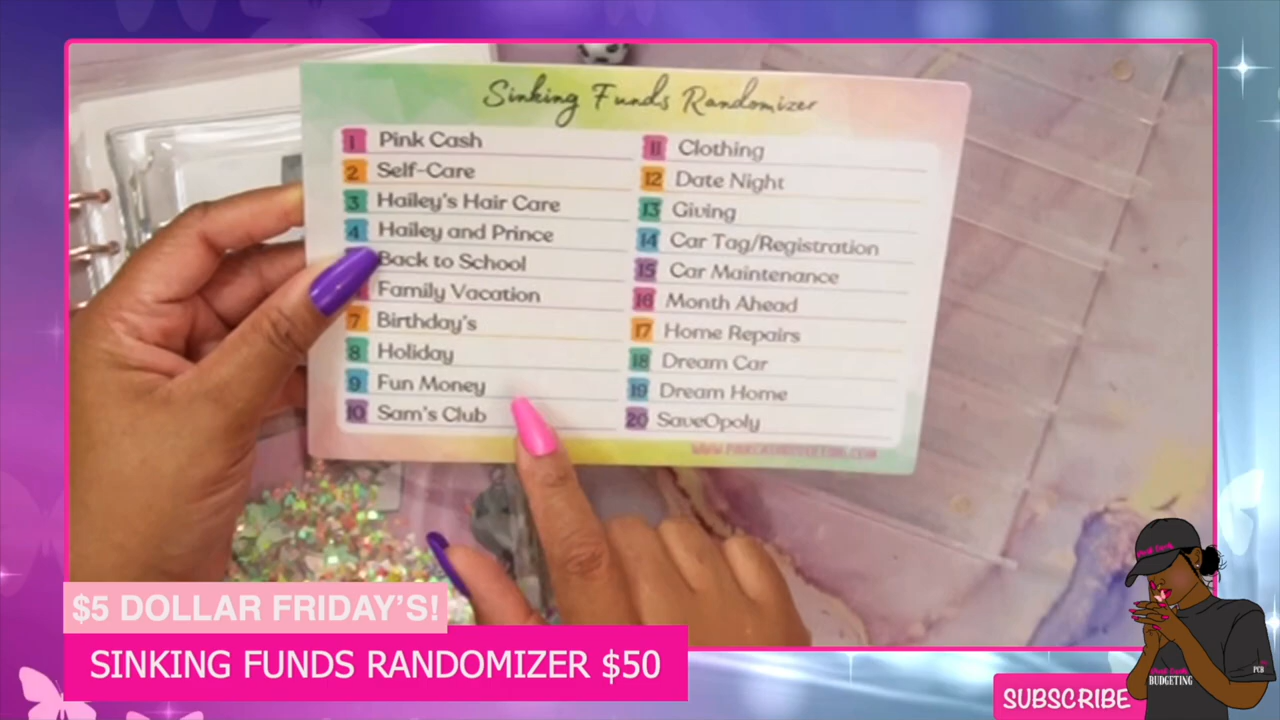 Sinking Funds Randomizer
1 Pink Cash
2 Self-Care
3 Hailey's Hair Care
4 Hailey and Prince
Back to School
Family Vacation
7 Birthday's
8 Holiday
9 Fun Money
10 Sam's Club
11 Clothing
12 Date Night
13 Giving
14 Car Tag/Registration
15 Car Maintenance
16 Month Ahead
17 Home Repairs
18 Dream Car
19 Dream Home
20 SaveOpoly
$5 DOLLAR FRIDAY'S!
SINKING FUNDS RANDOMIZER $50
SUBSCRIBE
BUDGETING
PCB